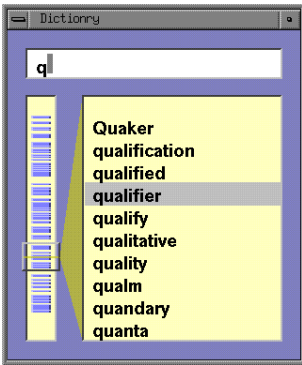 Dictionry
q
Quaker
qualification
qualified
qualifier
qualify
qualitative
quality
qualm
quandary
quanta